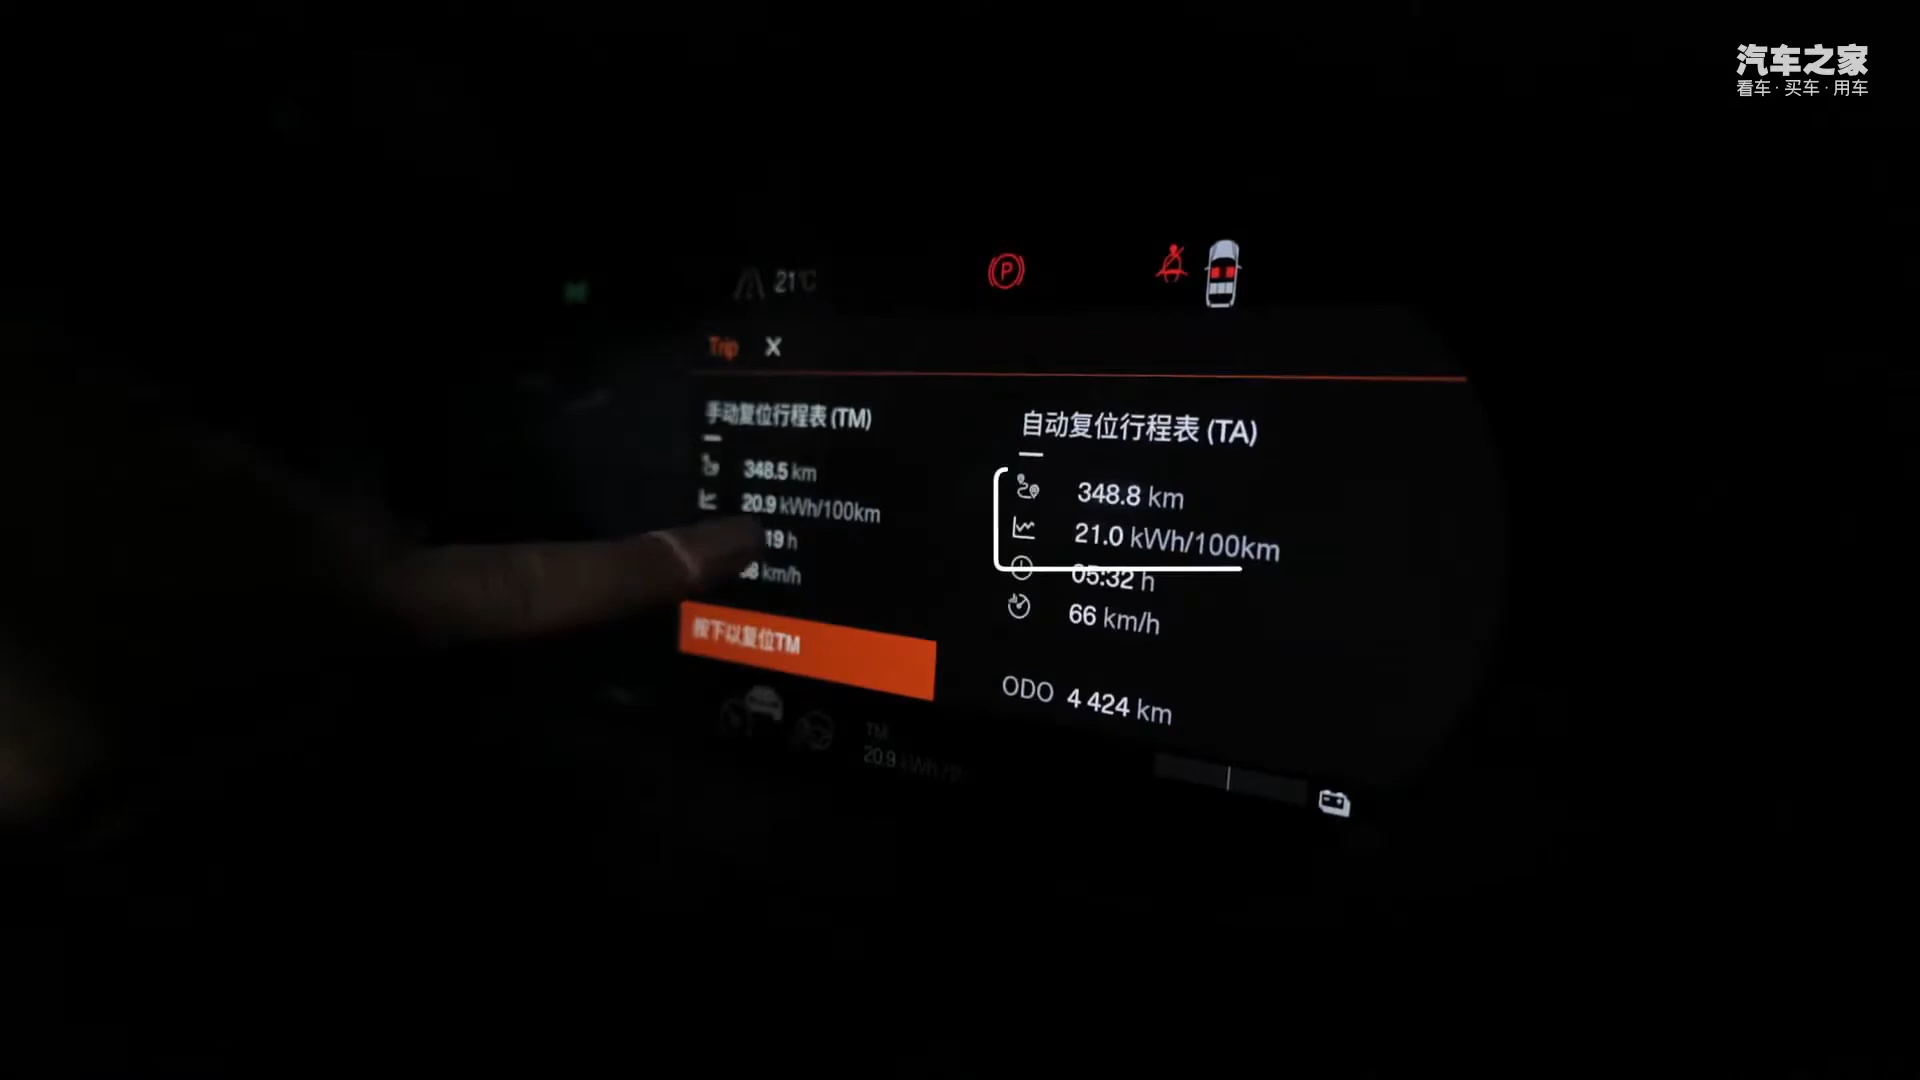 汽车之家
看车·买车·用车
21℃
P
Trip X
手动复位行程表 (TM)
348.5 km
20.9 kWh/100km
19 h
km/h
按下以复位TM
自动复位行程表 (TA)
348.8 km
21.0 kWh/100km
05:32 h
66 km/h
ODO 4 424 km
TM
20.9 kWh